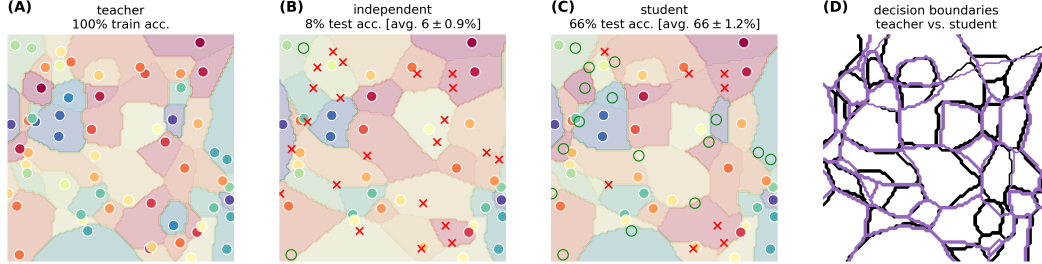 (A) teacher
100% train acc.
(B) independent
8% test acc. [avg. 6 ± 0.9%]
(C) student
66% test acc. [avg. 66 ± 1.2%]
(D) decision boundaries
teacher vs. student